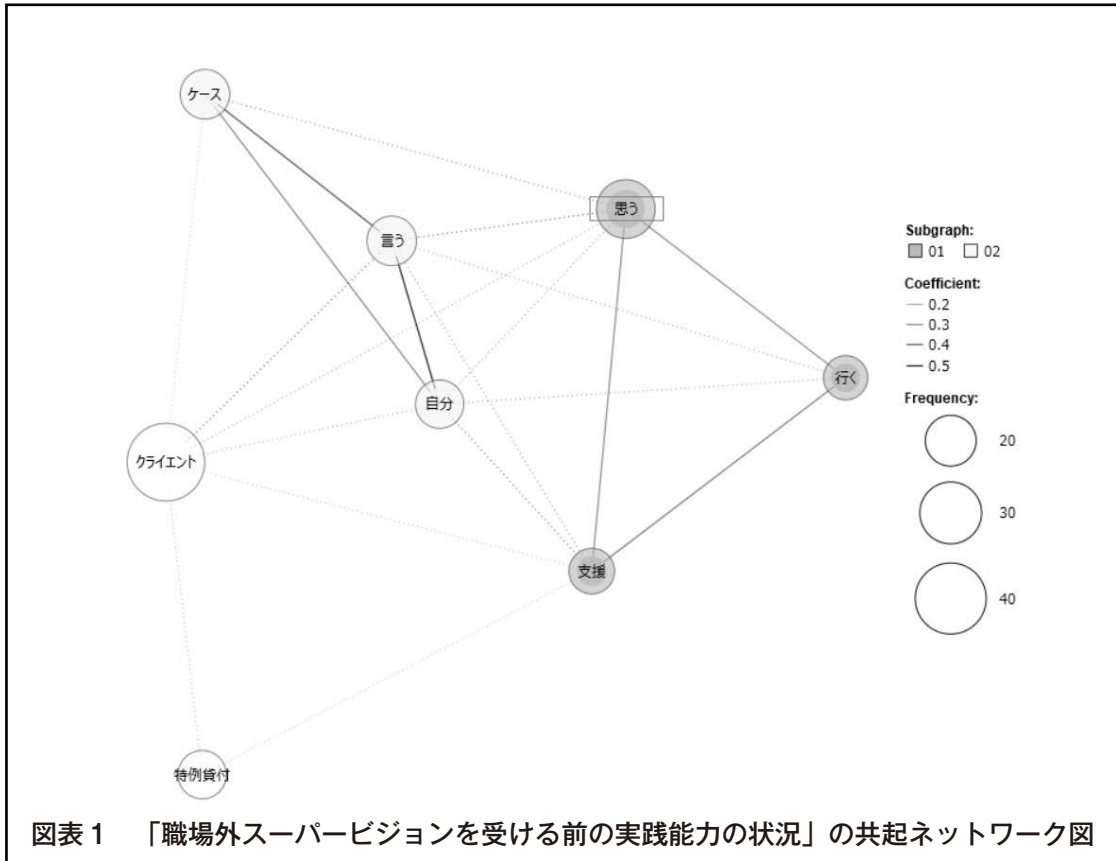 ケース
思う
言う
行く
自分
クライエント
支援
特例貸付
Subgraph:
01 02
Coefficient:
0.2
0.3
0.4
0.5
Frequency:
20
30
40
図表1 「職場外スーパービジョンを受ける前の実践能力の状況」の共起ネットワーク図